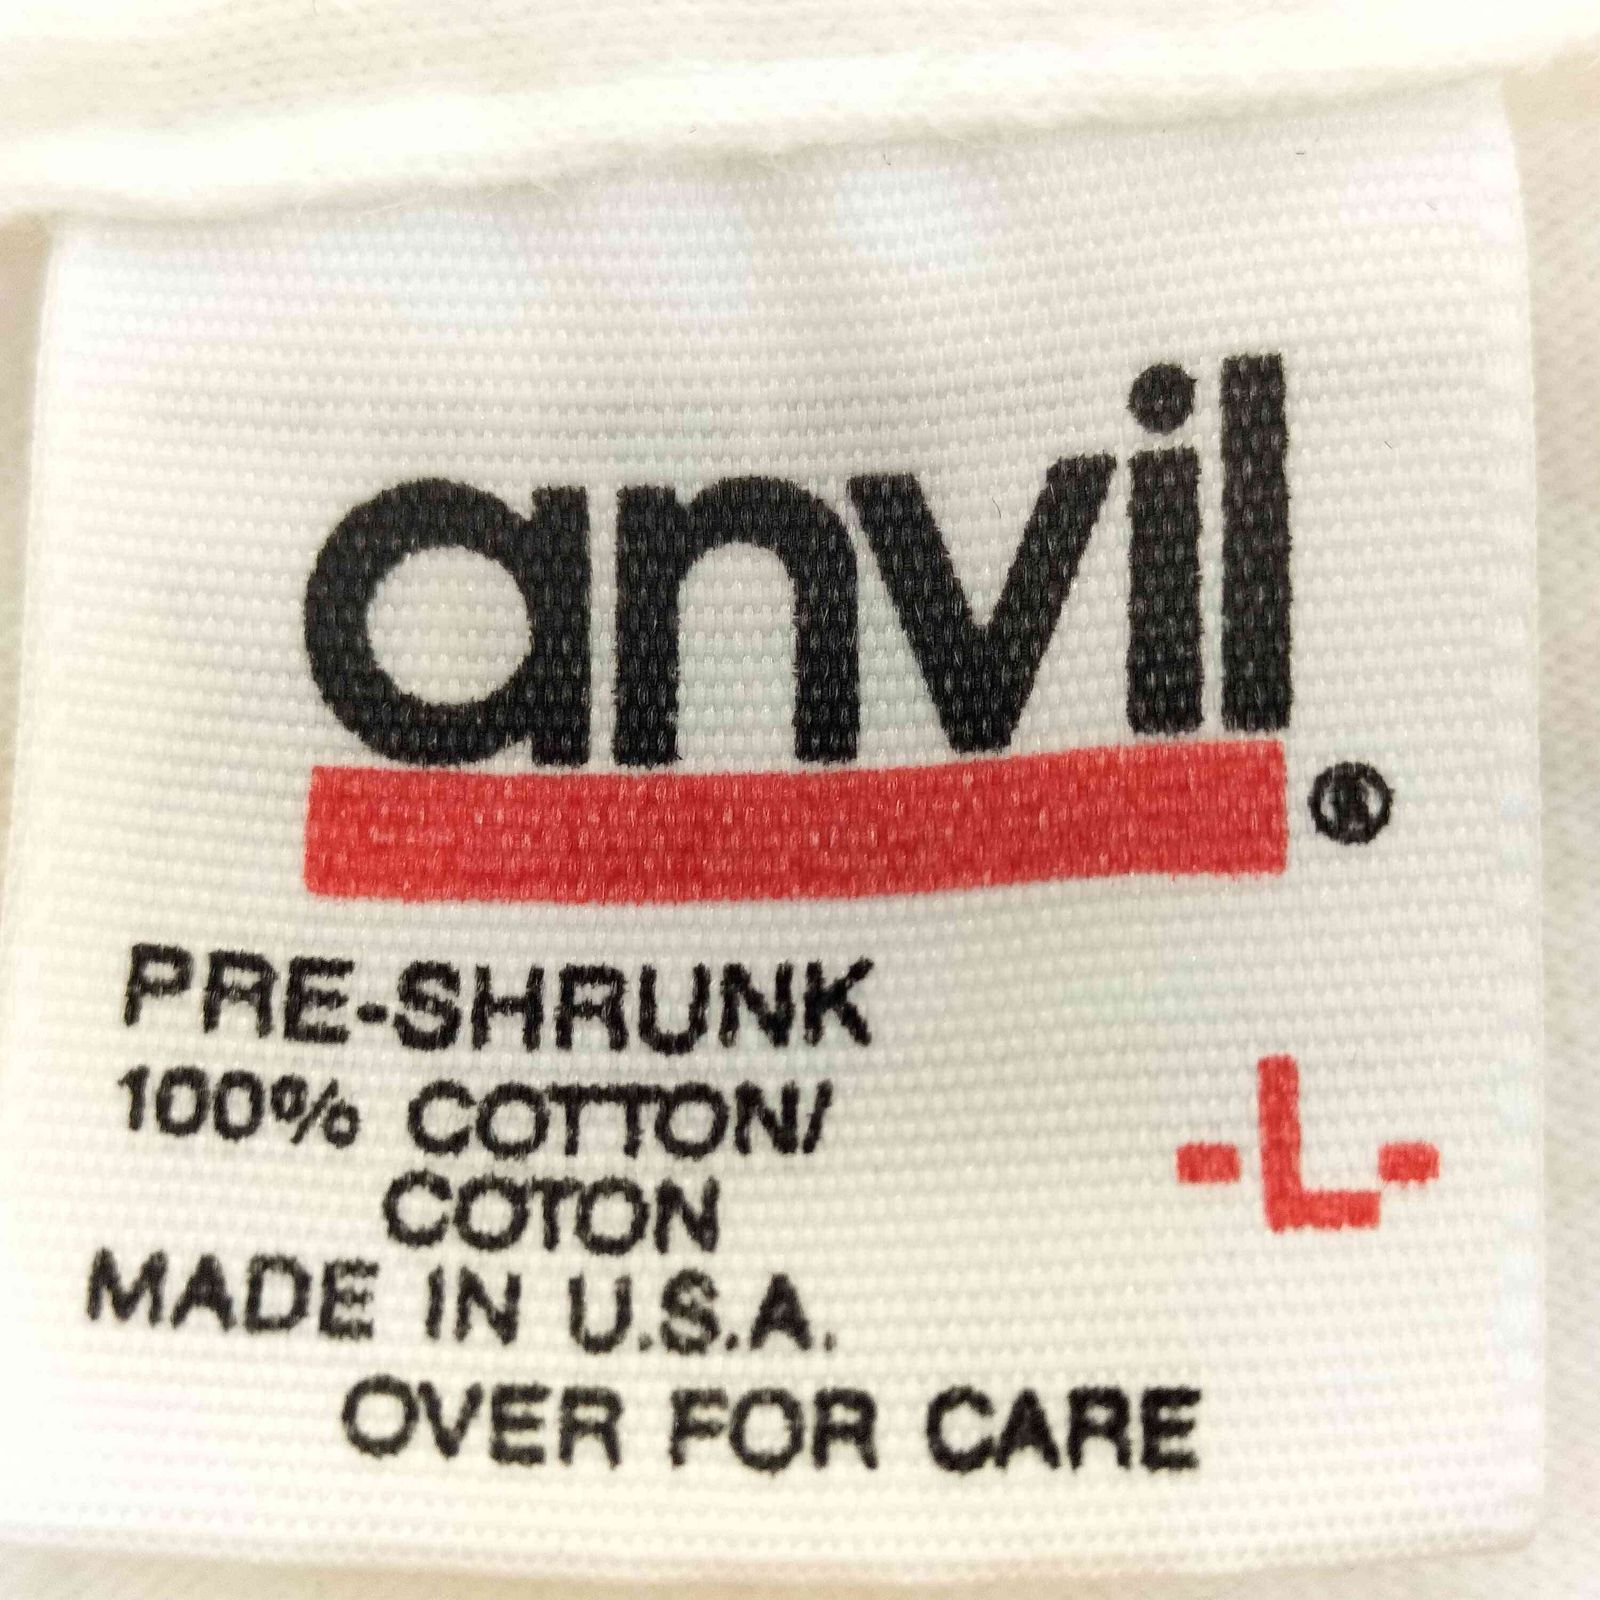 anvil®
PRE-SHRUNK
100% COTTON/
COTON
-L-
MADE IN U.S.A.
OVER FOR CARE